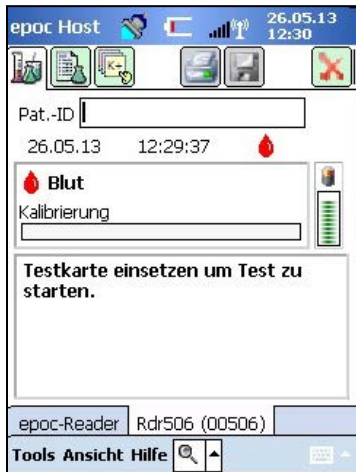 epoc Host 26.05.13
12:30
K+
Pat.-ID
26.05.13 12:29:37
Blut
Kalibrierung
Testkarte einsetzen um Test zu
starten.
epoc-Reader Rdr506 (00506)
Tools Ansicht Hilfe